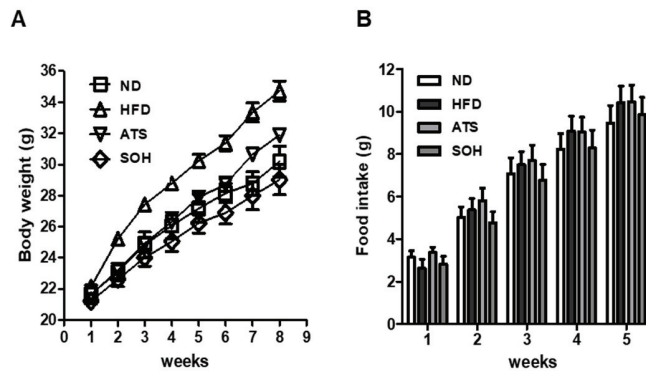 A
Body weight (g)
36
34
32
30
28
26
24
22
20
ND
HFD
ATS
SOH
0 1 2 3 4 5 6 7 8 9
weeks
B
Food intake (g)
12
10
8
6
4
2
0
ND
HFD
ATS
SOH
1 2 3 4 5
weeks